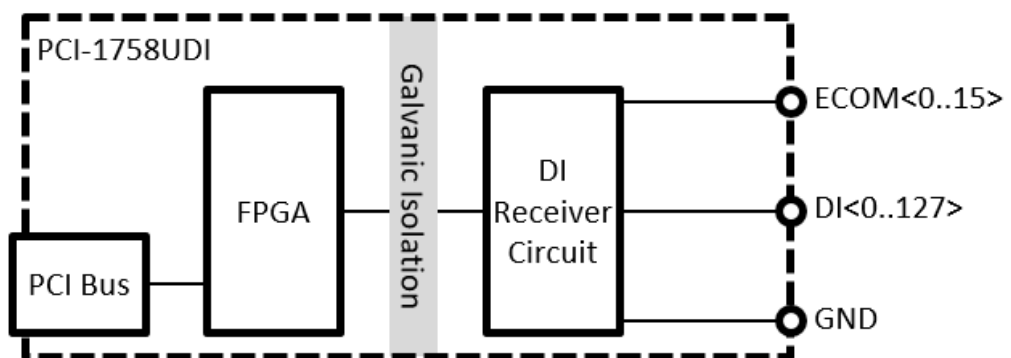 PCI-1758UDI
PCI Bus
FPGA
Galvanic Isolation
DI
Receiver
Circuit
ECOM<0..15>
DI<0..127>
GND